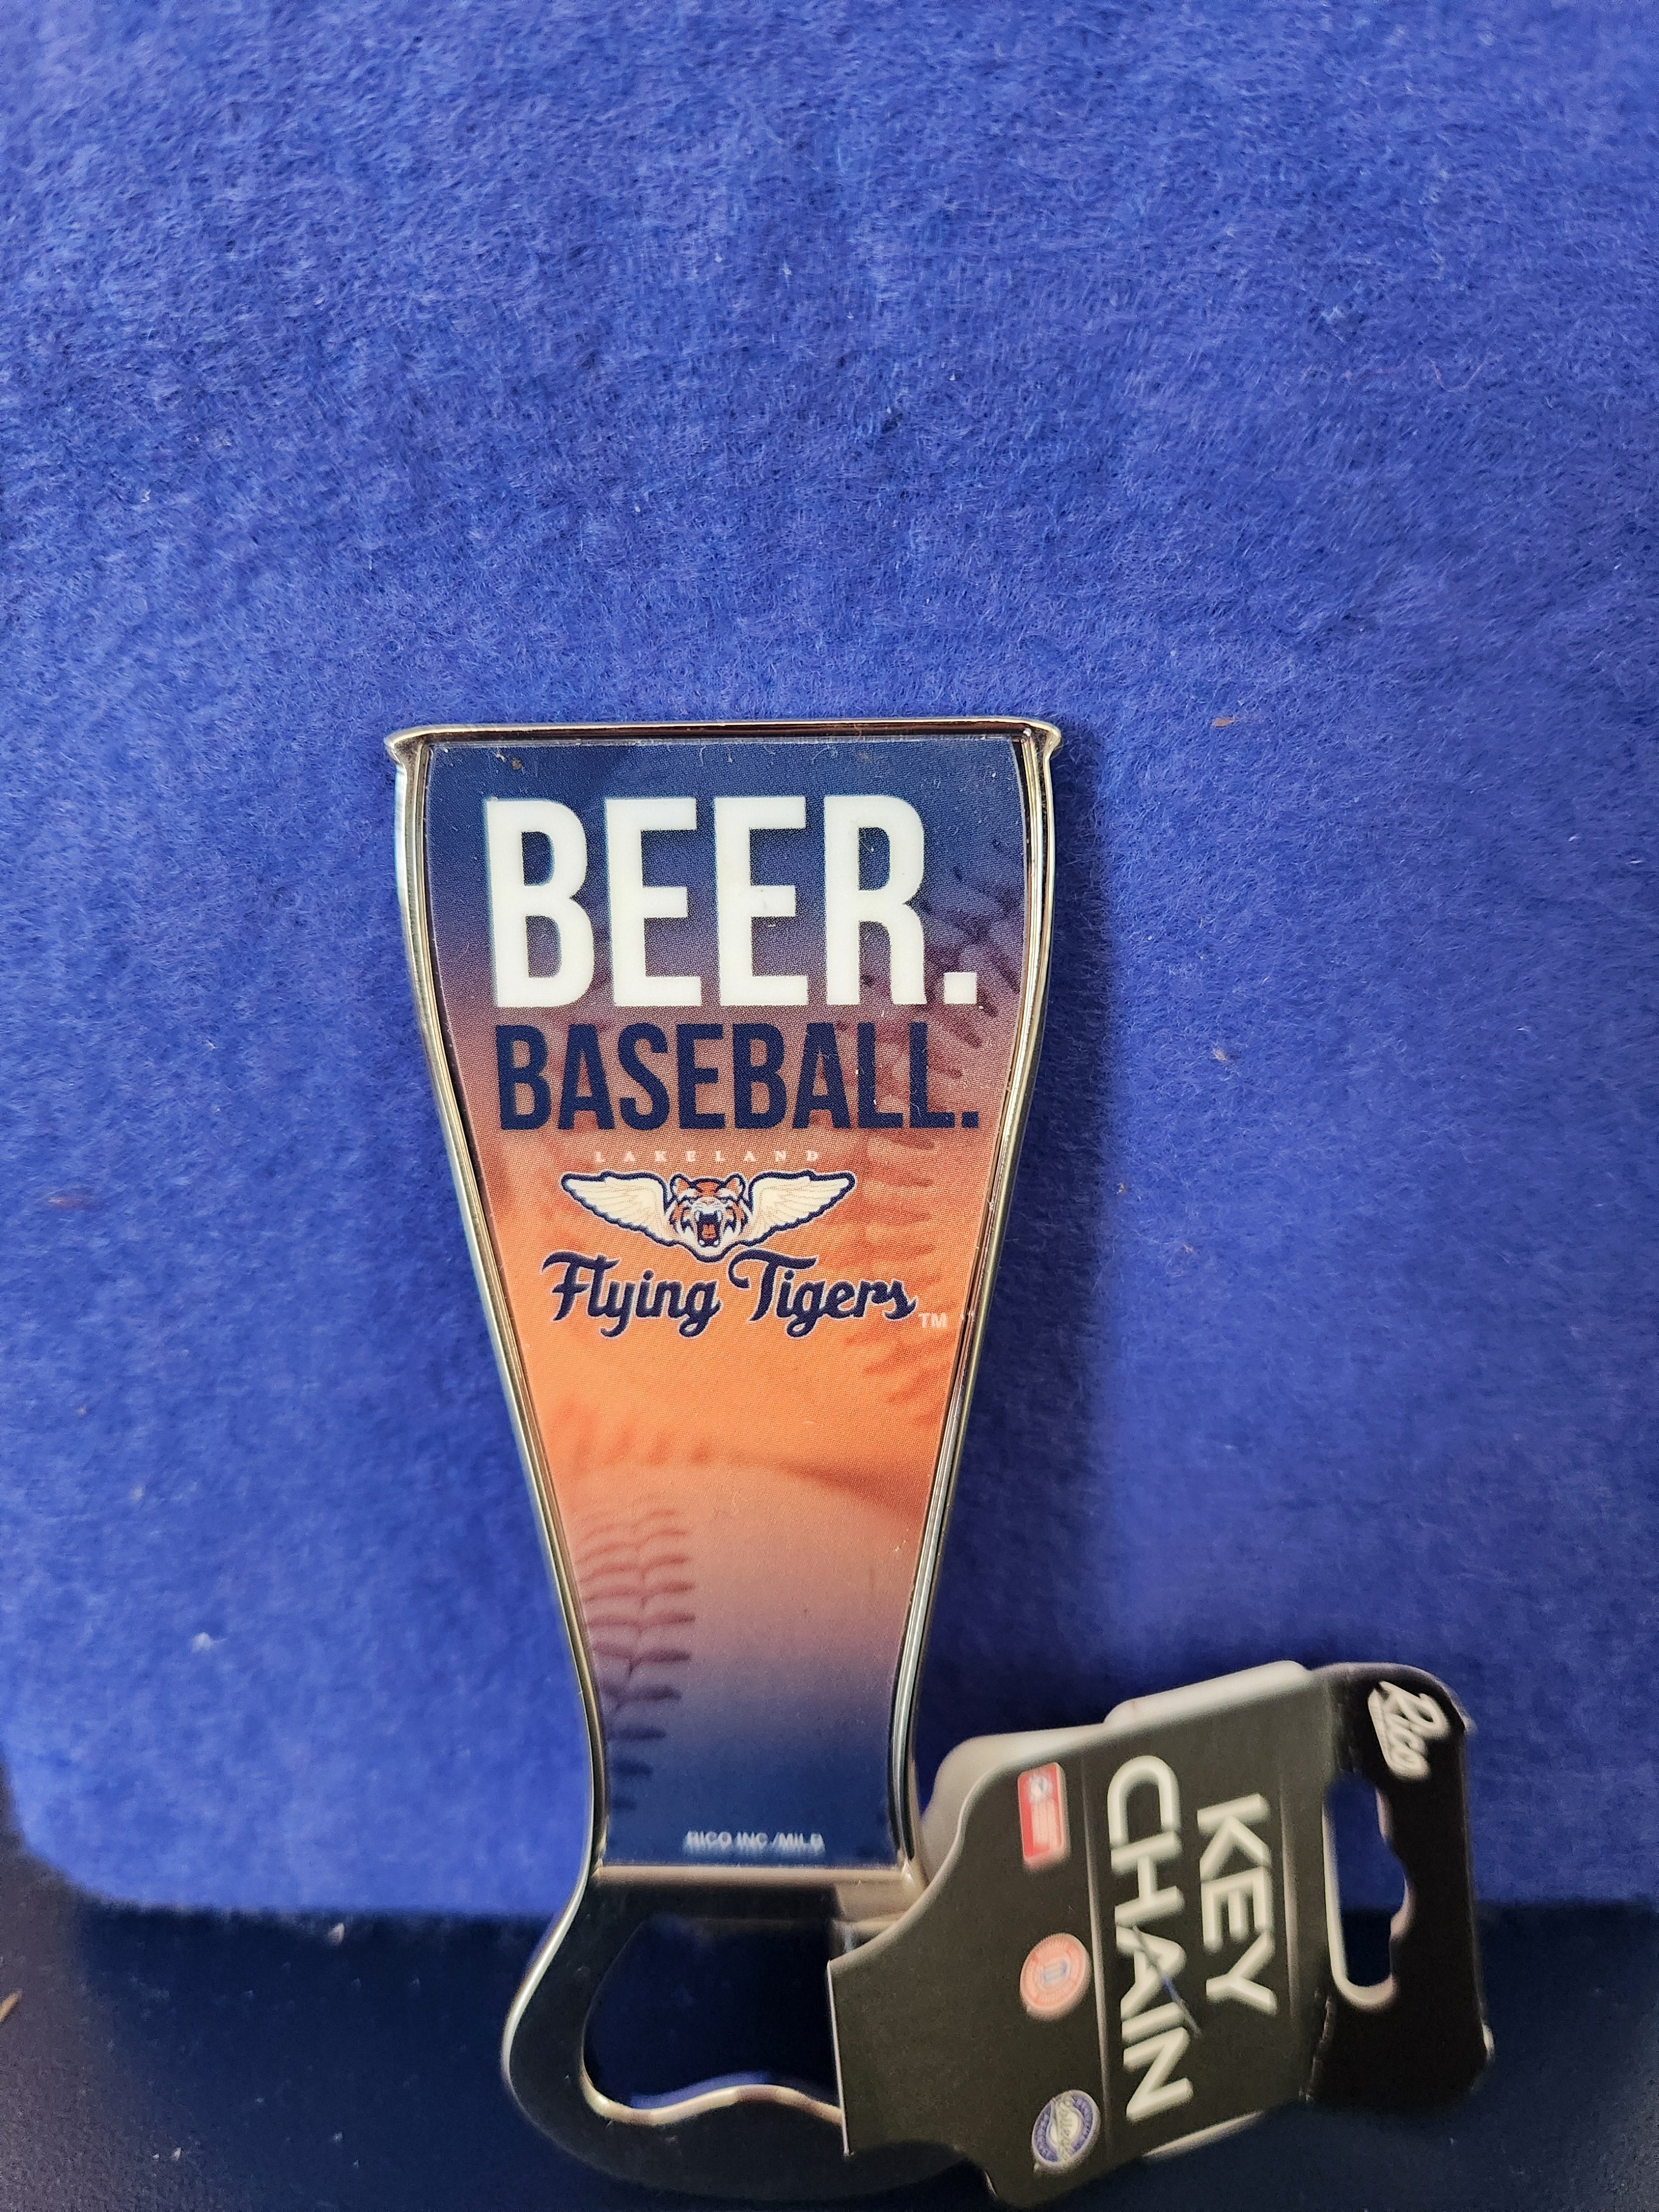 BEER.
BASEBALL.
LAKELAND
Flying Tigers TM
RICO INC./MILB
Rico
KEY
CHAIN